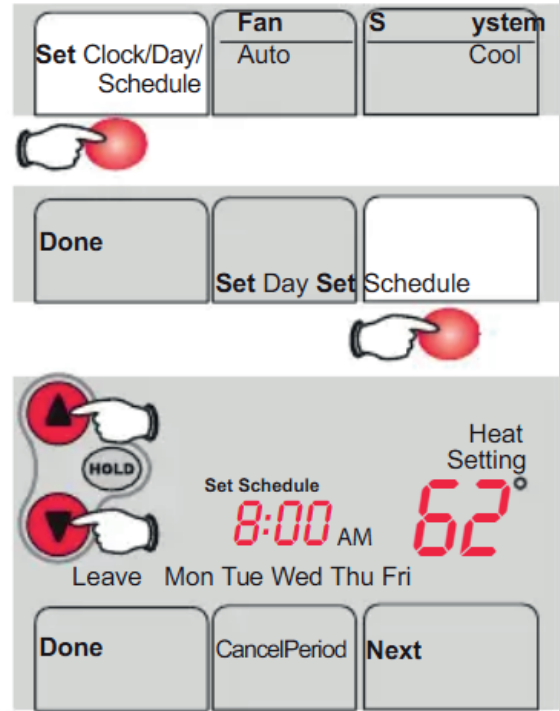 Fan
S ystem
Set Clock/Day/
Schedule
Auto
Cool
Done
Set Day Set Schedule
HOLD
Heat
Setting
Set Schedule
8:00 AM
62°
Leave Mon Tue Wed Thu Fri
Done
CancelPeriod
Next